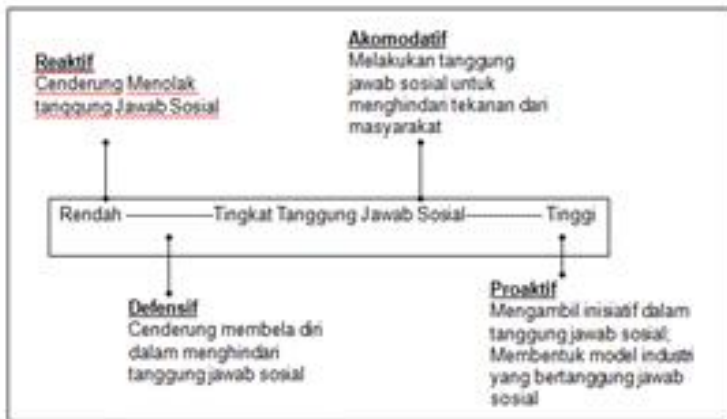 Reaktif
Cenderung Menolak
tanggung Jawab Sosial
Akomodatif
Melakukan tanggung
jawab sosial untuk
menghindari tekanan dari
masyarakat
Rendah ----------------Tingkat Tanggung Jawab Sosial-------------- Tinggi
Defensif
Cenderung membela diri
dalam menghindari
tanggung jawab sosial
Proaktif
Mengambil inisiatif dalam
tanggung jawab sosial;
Membentuk model industri
yang bertanggung jawab
sosial